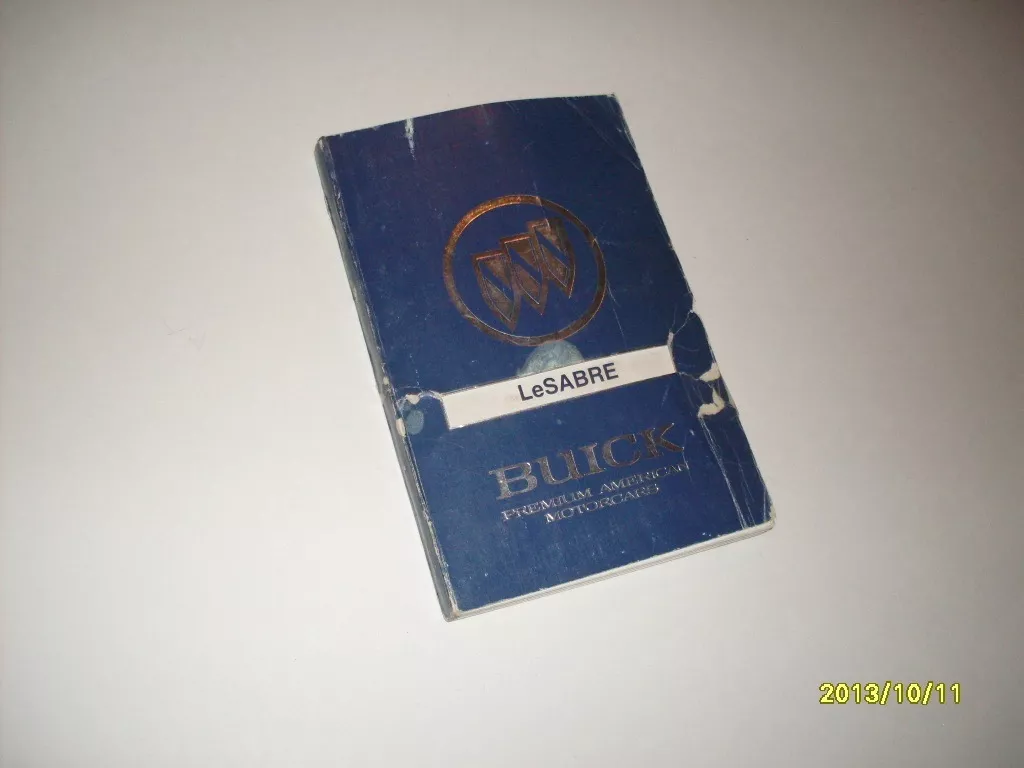 LeSABRE
BUICK
PREMIUM AMERICAN
MOTORCARS
2013/10/11